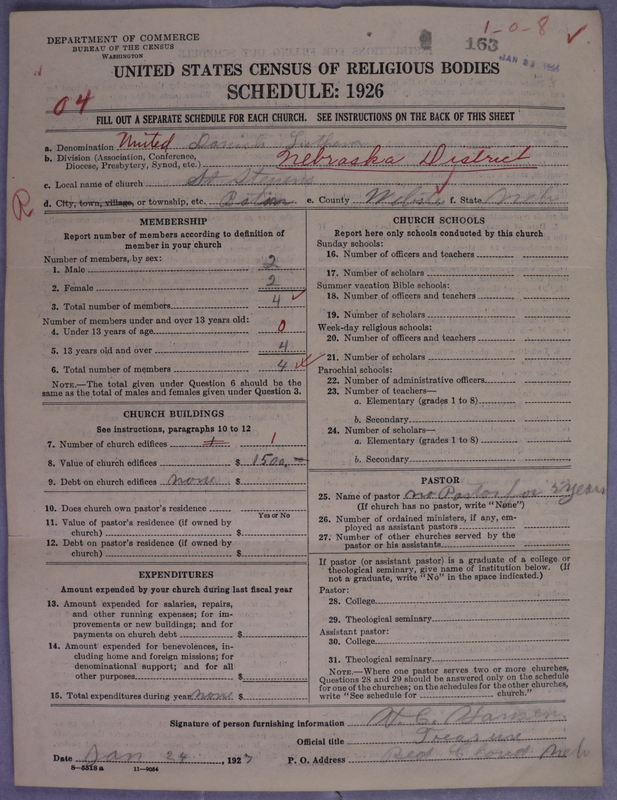 DEPARTMENT OF COMMERCE
BUREAU OF THE CENSUS
WASHINGTON
1-0-8
163
UNITED STATES CENSUS OF RELIGIOUS BODIES
SCHEDULE: 1926
04
FILL OUT A SEPARATE SCHEDULE FOR EACH CHURCH. SEE INSTRUCTIONS ON THE BACK OF THIS SHEET
a. Denomination United Danish
b. Division (Association, Conference, Diocese, Presbytery, Synod, etc.) Nebraska District
c. Local name of church St Stevens
R
d. City, town, village, or township, etc. e. County Webster f. State Neb
MEMBERSHIP
Report number of members according to definition of member in your church
Number of members, by sex:
1. Male 2
2. Female 2
3. Total number of members 4
Number of members under and over 13 years old:
4. Under 13 years of age 0
5. 13 years old and over 4
6. Total number of members 4
NOTE.—The total given under Question 6 should be the same as the total of males and females given under Question 3.
CHURCH BUILDINGS
See instructions, paragraphs 10 to 12
7. Number of church edifices 1 1
8. Value of church edifices $ 1500
9. Debt on church edifices none $
10. Does church own pastor's residence
Yes or No
11. Value of pastor's residence (if owned by church) $
12. Debt on pastor's residence (if owned by church) $
EXPENDITURES
Amount expended by your church during last fiscal year
13. Amount expended for salaries, repairs, and other running expenses; for improvements or new buildings; and for payments on church debt $
14. Amount expended for benevolences, including home and foreign missions; for denominational support; and for all other purposes $
15. Total expenditures during year none $
CHURCH SCHOOLS
Report here only schools conducted by this church
Sunday schools:
16. Number of officers and teachers
17. Number of scholars
Summer vacation Bible schools:
18. Number of officers and teachers
19. Number of scholars
Week-day religious schools:
20. Number of officers and teachers
21. Number of scholars
Parochial schools:
22. Number of administrative officers
23. Number of teachers—
a. Elementary (grades 1 to 8)
b. Secondary
24. Number of scholars—
a. Elementary (grades 1 to 8)
b. Secondary
PASTOR
25. Name of pastor no Pastor for 5 years
(If church has no pastor, write "None")
26. Number of ordained ministers, if any, employed as assistant pastors
27. Number of other churches served by the pastor or his assistants
If pastor (or assistant pastor) is a graduate of a college or theological seminary, give name of institution below. (If not a graduate, write "No" in the space indicated.)
Pastor:
28. College
29. Theological seminary
Assistant pastor:
30. College
31. Theological seminary
NOTE.—Where one pastor serves two or more churches, Questions 28 and 29 should be answered only on the schedule for one of the churches; on the schedules for the other churches, write "See schedule for church."
Signature of person furnishing information
Official title
Date Jan 24, 1927 P. O. Address Neb
8-5518 a 11-9064